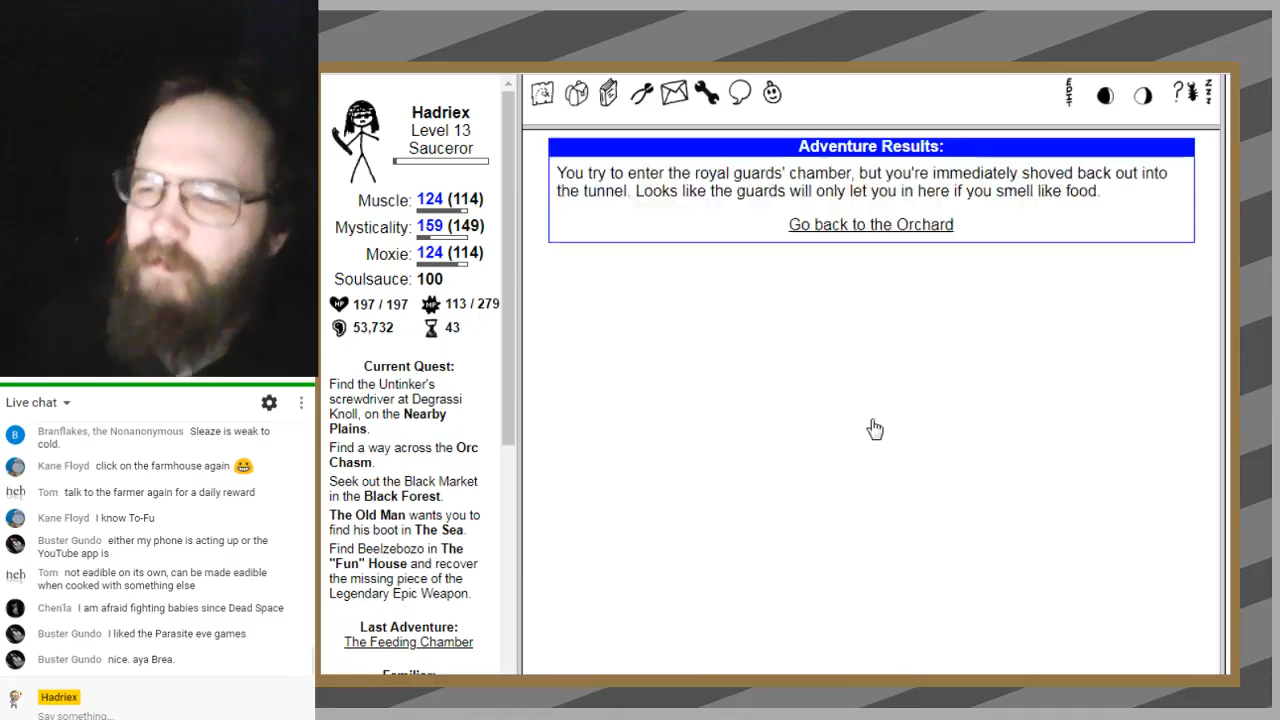 Hadriex
Level 13
Sauceror
Muscle: 124 (114)
Mysticality: 159 (149)
Moxie: 124 (114)
Soulsauce: 100
HP 197 / 197 MP 113 / 279
53,732 43
Current Quest:
Find the Untinker's
screwdriver at Degrassi
Knoll, on the Nearby
Plains.
Find a way across the Orc
Chasm.
Seek out the Black Market
in the Black Forest.
The Old Man wants you to
find his boot in The Sea.
Find Beelzebozo in The
"Fun" House and recover
the missing piece of the
Legendary Epic Weapon.
Last Adventure:
The Feeding Chamber
Adventure Results:
You try to enter the royal guards' chamber, but you're immediately shoved back out into
the tunnel. Looks like the guards will only let you in here if you smell like food.
Go back to the Orchard
Live chat
B Branflakes, the Nonanonymous Sleaze is weak to
cold.
Kane Floyd click on the farmhouse again
Tom talk to the farmer again for a daily reward
Kane Floyd I know To-Fu
Buster Gundo either my phone is acting up or the
YouTube app is
Tom not eadible on its own, can be made eadible
when cooked with something else
Chen'la I am afraid fighting babies since Dead Space
Buster Gundo I liked the Parasite eve games
Buster Gundo nice. aya Brea.
Hadriex
Say something...